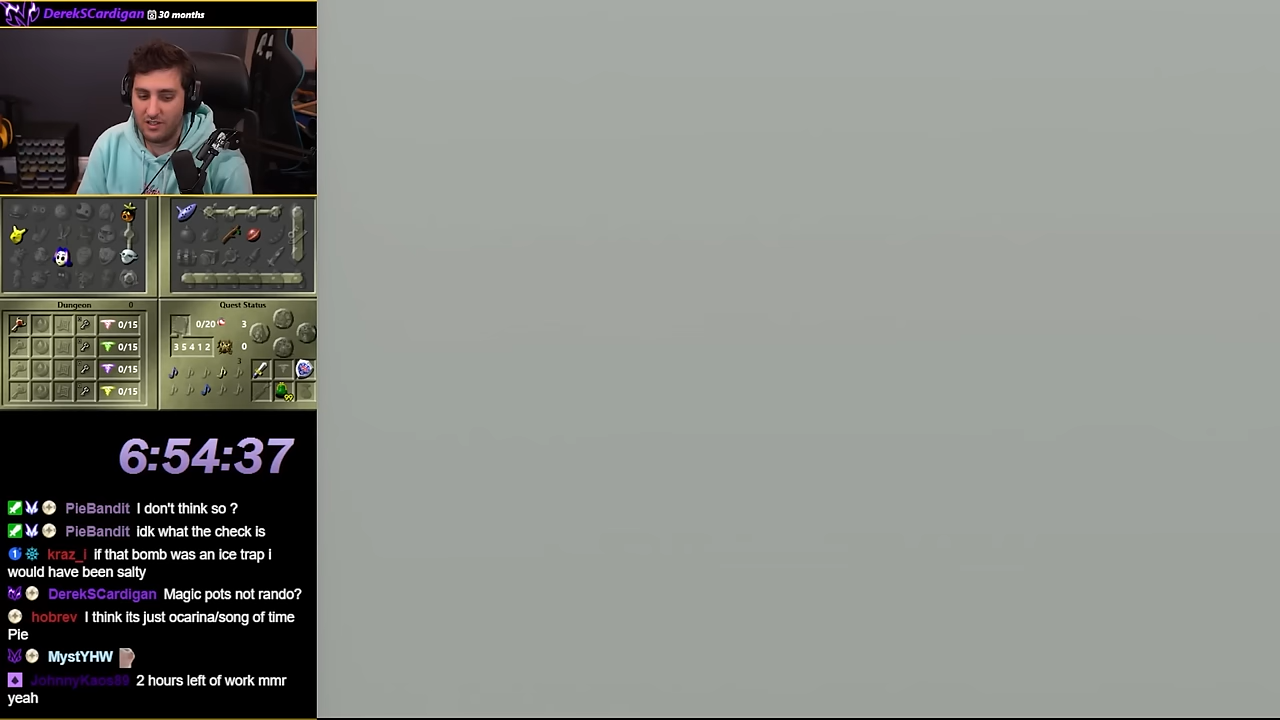 DerekSCardigan 30 months
Dungeon 0
0/15
0/15
0/15
0/15
Quest Status
0/20 3
3 5 4 1 2 0
3
99
6:54:37
PieBandit I don't think so ?
PieBandit idk what the check is
kraz_i if that bomb was an ice trap i
would have been salty
DerekSCardigan Magic pots not rando?
hobrev I think its just ocarina/song of time
Pie
MystYHW
JohnnyKaos89 2 hours left of work mmr
yeah